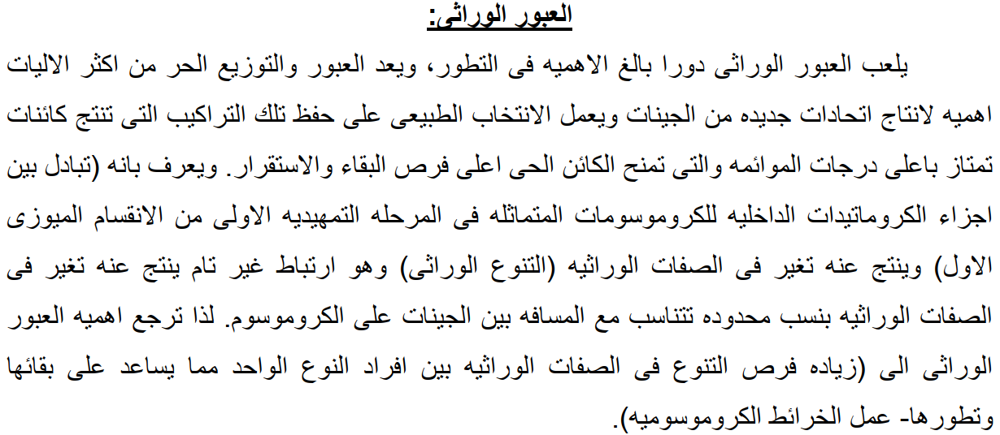 العبور الوراثى:
يلعب العبور الوراثى دورا بالغ الاهميه فى التطور، ويعد العبور والتوزيع الحر من اكثر الاليات
اهميه لانتاج اتحادات جديده من الجينات ويعمل الانتخاب الطبيعى على حفظ تلك التراكيب التى تنتج كائنات
تمتاز باعلى درجات الموائمه والتى تمنح الكائن الحى اعلى فرص البقاء والاستقرار. ويعرف بانه (تبادل بين
اجزاء الكروماتيدات الداخليه للكروموسومات المتماثله فى المرحله التمهيديه الاولى من الانقسام الميوزى
الاول) وينتج عنه تغير فى الصفات الوراثيه (التنوع الوراثى) وهو ارتباط غير تام ينتج عنه تغير فى
الصفات الوراثيه بنسب محدوده تتناسب مع المسافه بين الجينات على الكروموسوم. لذا ترجع اهميه العبور
الوراثى الى (زياده فرص التنوع فى الصفات الوراثيه بين افراد النوع الواحد مما يساعد على بقائها
وتطورها- عمل الخرائط الكروموسوميه).